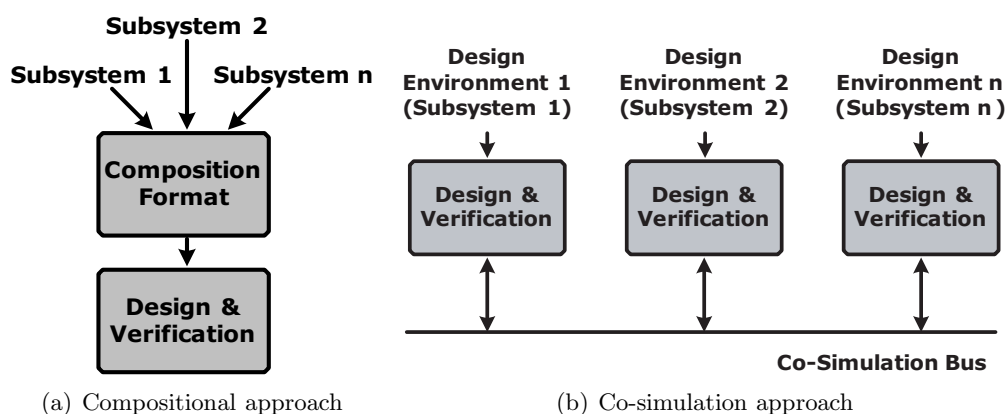 Subsystem 2
Subsystem 1
Subsystem n
Composition
Format
Design &
Verification
(a) Compositional approach
Design
Environment 1
(Subsystem 1)
Design
Environment 2
(Subsystem 2)
Design
Environment n
(Subsystem n)
Design &
Verification
Design &
Verification
Design &
Verification
Co-Simulation Bus
(b) Co-simulation approach